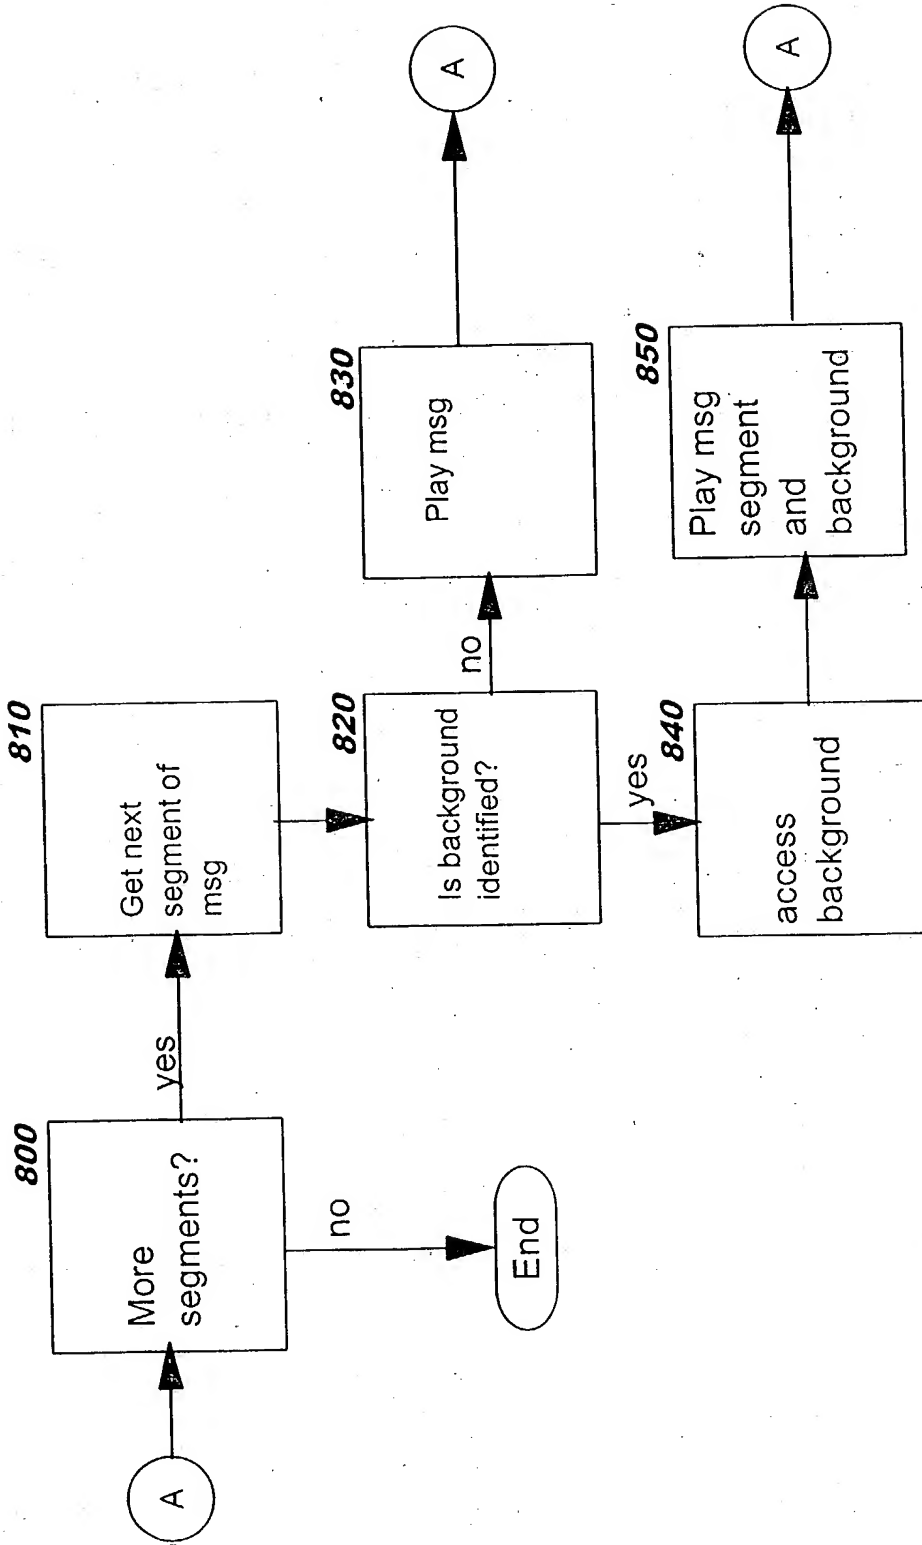 A
800
More
segments?
yes
no
End
810
Get next
segment of
msg
820
Is background
identified?
no
830
Play msg
A
yes
840
access
background
850
Play msg
segment
and
background
A